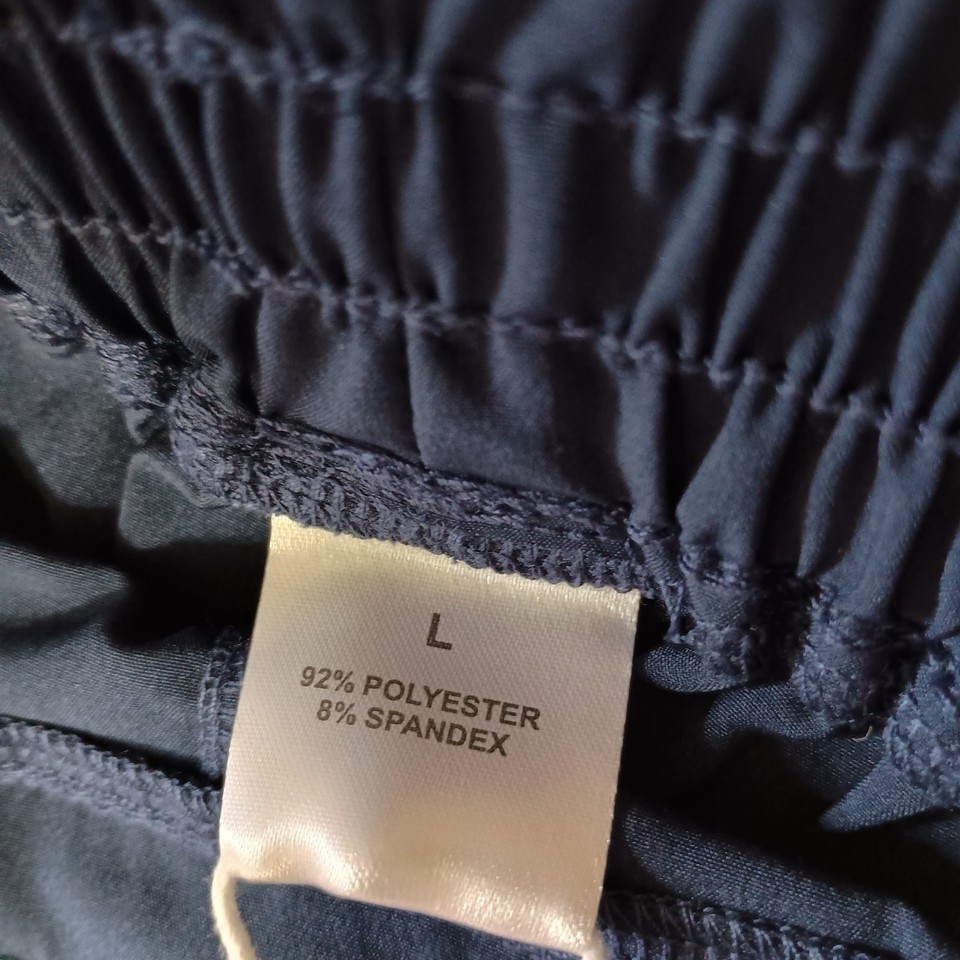 L
92% POLYESTER
8% SPANDEX